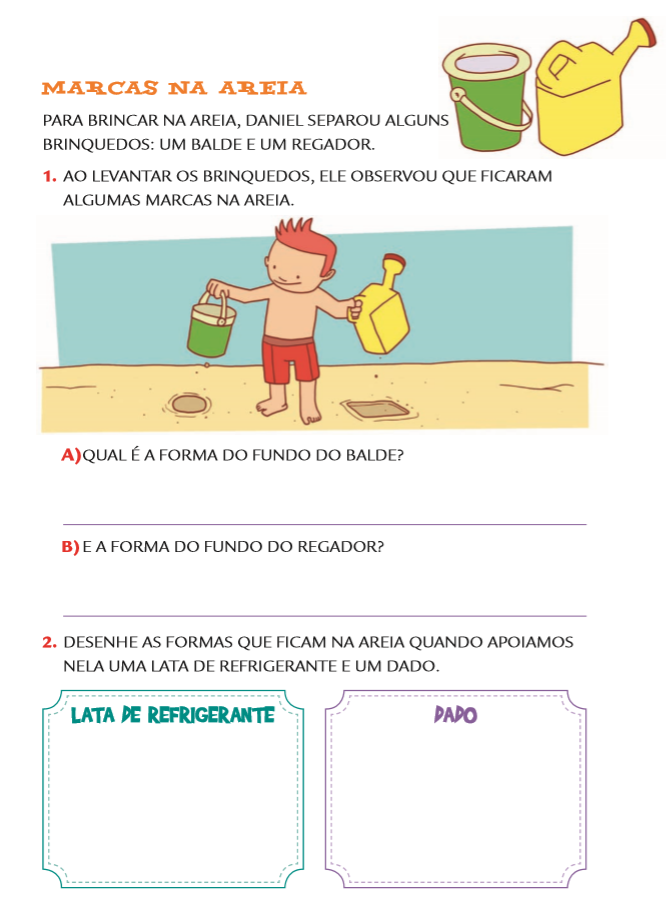 MARCAS NA AREIA
PARA BRINCAR NA AREIA, DANIEL SEPAROU ALGUNS
BRINQUEDOS: UM BALDE E UM REGADOR.
1. AO LEVANTAR OS BRINQUEDOS, ELE OBSERVOU QUE FICARAM
ALGUMAS MARCAS NA AREIA.
A) QUAL É A FORMA DO FUNDO DO BALDE?
B) E A FORMA DO FUNDO DO REGADOR?
2. DESENHE AS FORMAS QUE FICAM NA AREIA QUANDO APOIAMOS
NELA UMA LATA DE REFRIGERANTE E UM DADO.
LATA DE REFRIGERANTE
DADO